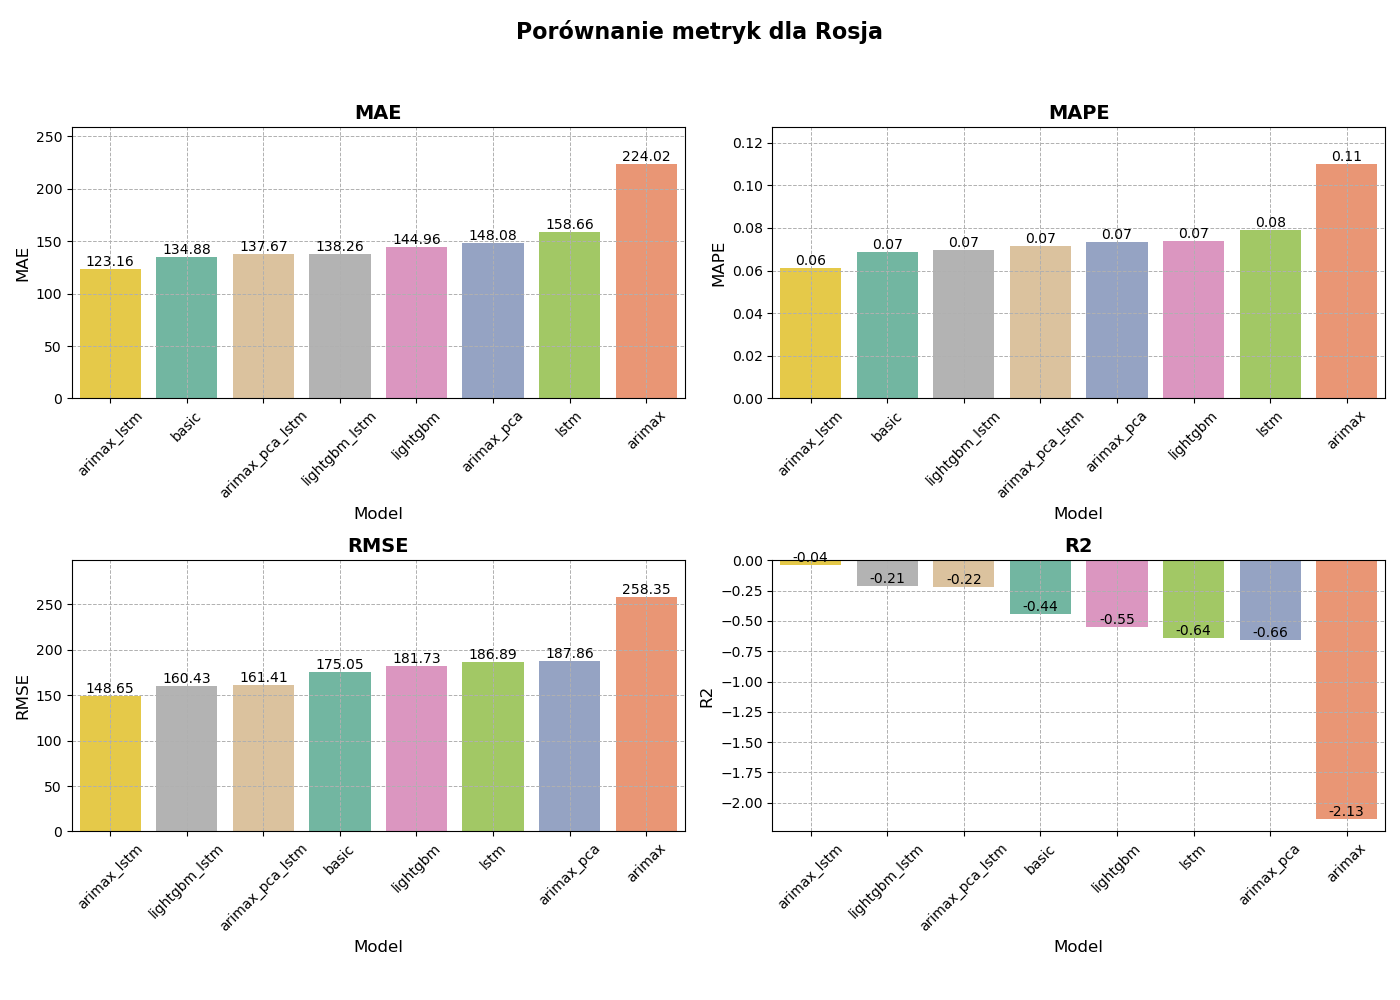 Porównanie metryk dla Rosja
MAE
MAE
250
200
150
100
50
0
123.16
134.88
137.67
138.26
144.96
148.08
158.66
224.02
arimax_lstm
basic
arimax_pca_lstm
lightgbm_lstm
lightgbm
arimax_pca
lstm
arimax
Model
MAPE
MAPE
0.12
0.10
0.08
0.06
0.04
0.02
0.00
0.06
0.07
0.07
0.07
0.07
0.07
0.08
0.11
arimax_lstm
basic
lightgbm_lstm
arimax_pca_lstm
arimax_pca
lightgbm
lstm
arimax
Model
RMSE
RMSE
250
200
150
100
50
0
148.65
160.43
161.41
175.05
181.73
186.89
187.86
258.35
arimax_lstm
lightgbm_lstm
arimax_pca_lstm
basic
lightgbm
lstm
arimax_pca
arimax
Model
R2
R2
0.00
−0.25
−0.50
−0.75
−1.00
−1.25
−1.50
−1.75
−2.00
-0.04
-0.21
-0.22
-0.44
-0.55
-0.64
-0.66
-2.13
arimax_lstm
lightgbm_lstm
arimax_pca_lstm
basic
lightgbm
lstm
arimax_pca
arimax
Model